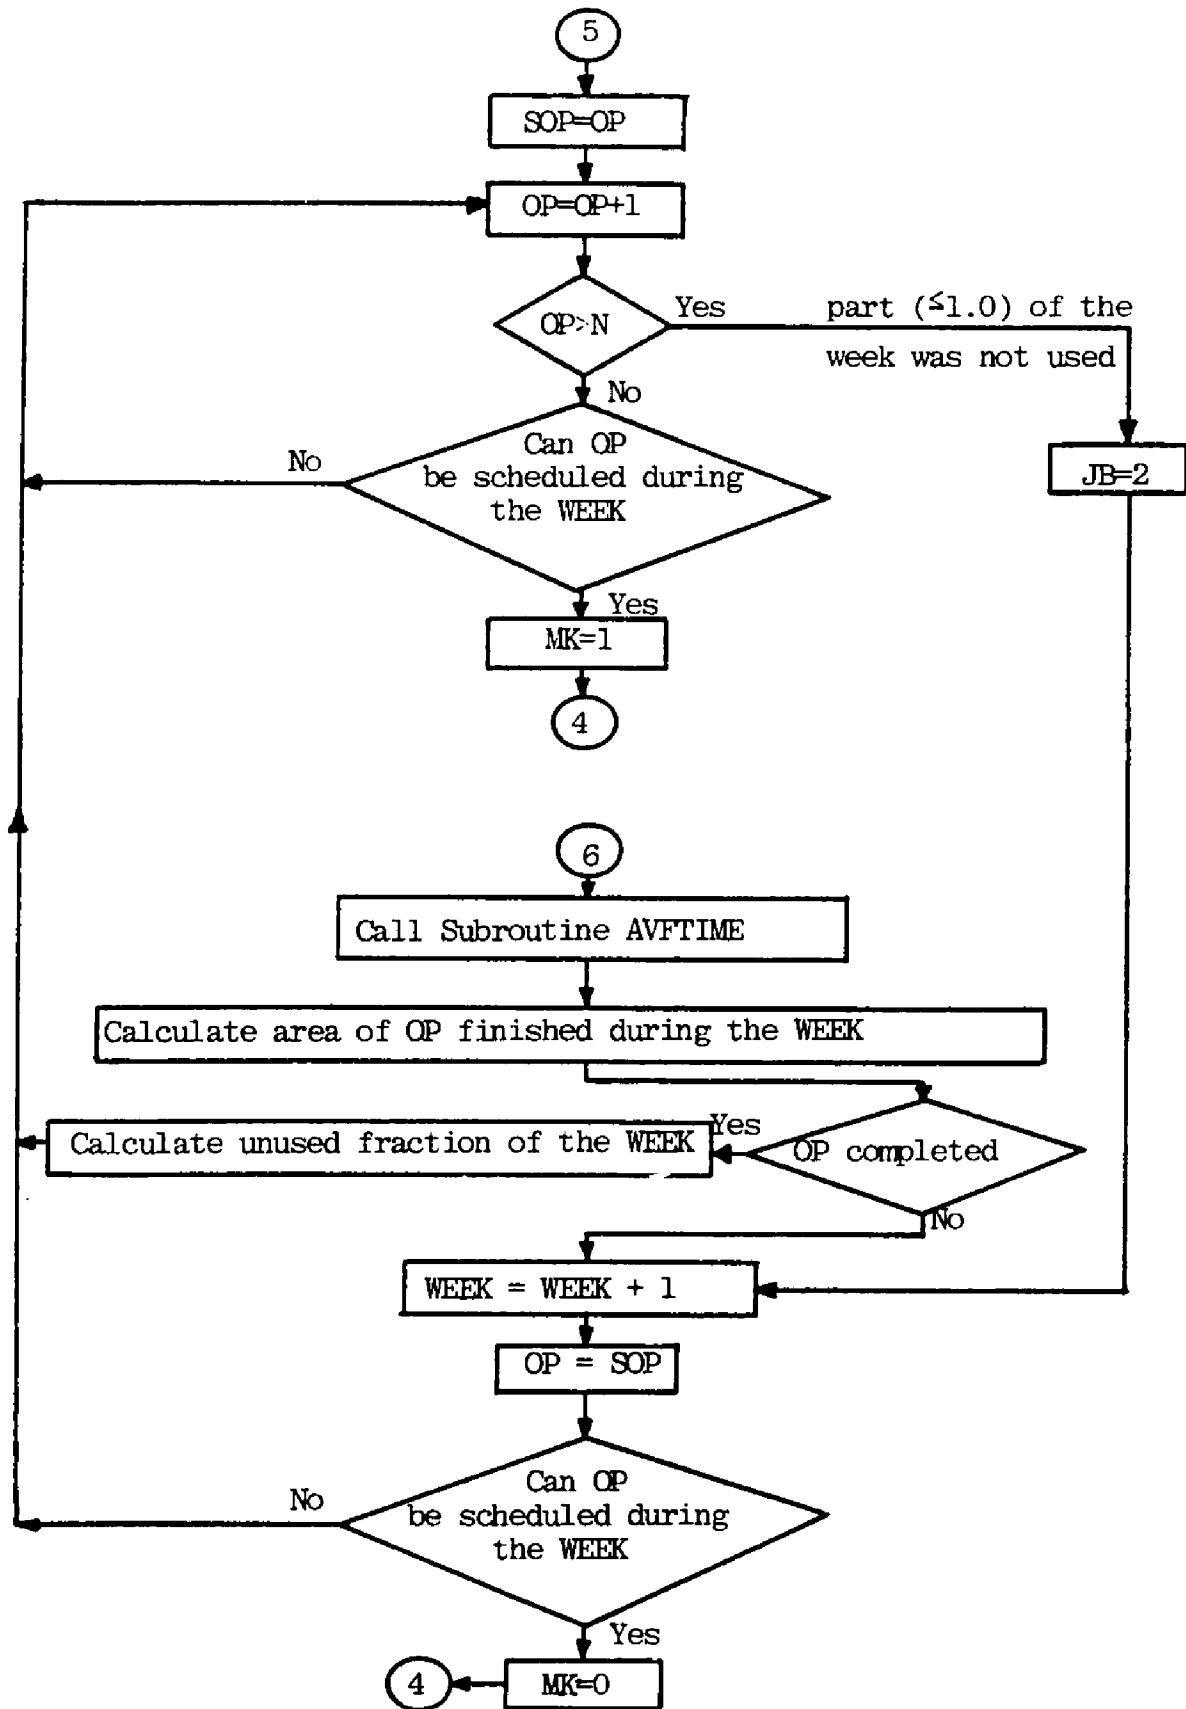 5
SOP=OP
OP=OP+1
OP>N
Yes
part (≤1.0) of the
week was not used
No
JB=2
Can OP
be scheduled during
the WEEK
No
Yes
MK=1
4
6
Call Subroutine AVFTIME
Calculate area of OP finished during the WEEK
Calculate unused fraction of the WEEK
Yes
OP completed
No
WEEK = WEEK + 1
OP = SOP
Can OP
be scheduled during
the WEEK
No
Yes
MK=0
4